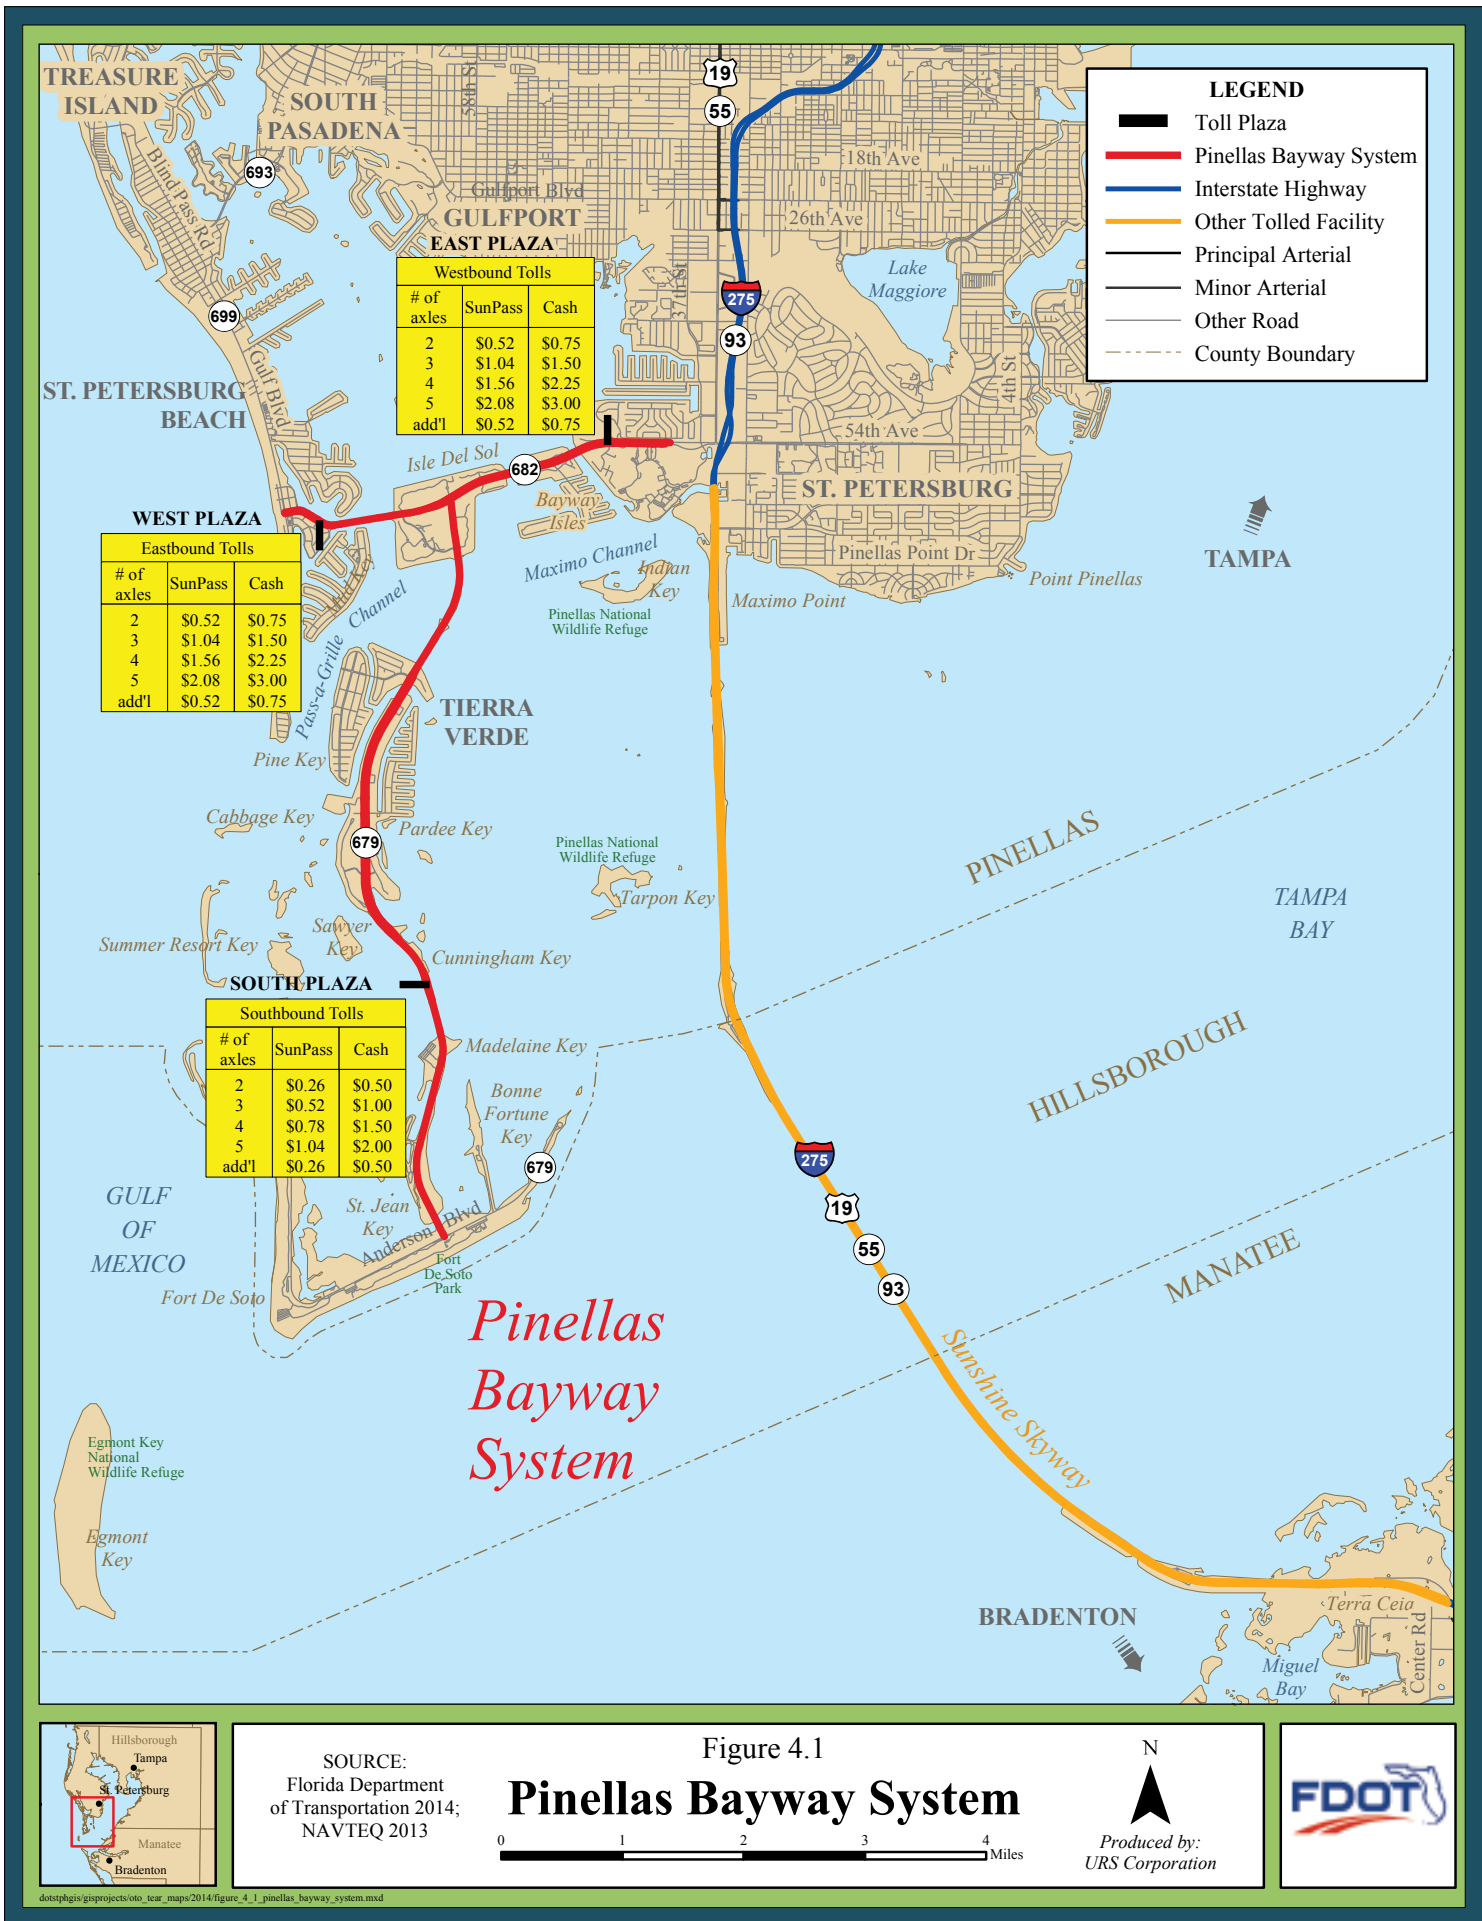 TREASURE
ISLAND
SOUTH
PASADENA
58th St
19
55
693
Blind Pass Rd
Gulfport Blvd
GULFPORT
18th Ave
26th Ave
37th St
Lake
Maggiore
275
93
4th St
54th Ave
699
Gulf Blvd
ST. PETERSBURG
BEACH
LEGEND
Toll Plaza
Pinellas Bayway System
Interstate Highway
Other Tolled Facility
Principal Arterial
Minor Arterial
Other Road
County Boundary
EAST PLAZA
Westbound Tolls
# of axles SunPass Cash
2 $0.52 $0.75
3 $1.04 $1.50
4 $1.56 $2.25
5 $2.08 $3.00
add'l $0.52 $0.75
Isle Del Sol
682
Bayway
Isles
ST. PETERSBURG
TAMPA
WEST PLAZA
Eastbound Tolls
# of axles SunPass Cash
2 $0.52 $0.75
3 $1.04 $1.50
4 $1.56 $2.25
5 $2.08 $3.00
add'l $0.52 $0.75
Pass-a-Grille Channel
Maximo Channel
Indian
Key
Pinellas National
Wildlife Refuge
Maximo Point
Pinellas Point Dr
Point Pinellas
TIERRA
VERDE
Pine Key
Cabbage Key
Pardee Key
679
Pinellas National
Wildlife Refuge
Tarpon Key
PINELLAS
TAMPA
BAY
Summer Resort Key
Sawyer
Key
Cunningham Key
SOUTH PLAZA
Southbound Tolls
# of axles SunPass Cash
2 $0.26 $0.50
3 $0.52 $1.00
4 $0.78 $1.50
5 $1.04 $2.00
add'l $0.26 $0.50
Madelaine Key
Bonne
Fortune
Key
679
HILLSBOROUGH
275
19
55
93
GULF
OF
MEXICO
St. Jean
Key
Anderson Blvd
Fort
De Soto
Park
Fort De Soto
MANATEE
Sunshine Skyway
Pinellas
Bayway
System
Egmont Key
National
Wildlife Refuge
Egmont
Key
BRADENTON
Terra Ceia
Center Rd
Miguel
Bay
Hillsborough
Tampa
St. Petersburg
Manatee
Bradenton
SOURCE:
Florida Department
of Transportation 2014;
NAVTEQ 2013
Figure 4.1
Pinellas Bayway System
0 1 2 3 4
Miles
N
Produced by:
URS Corporation
FDOT
dotstphgis/gisprojects/oto_tear_maps/2014/figure_4_1_pinellas_bayway_system.mxd